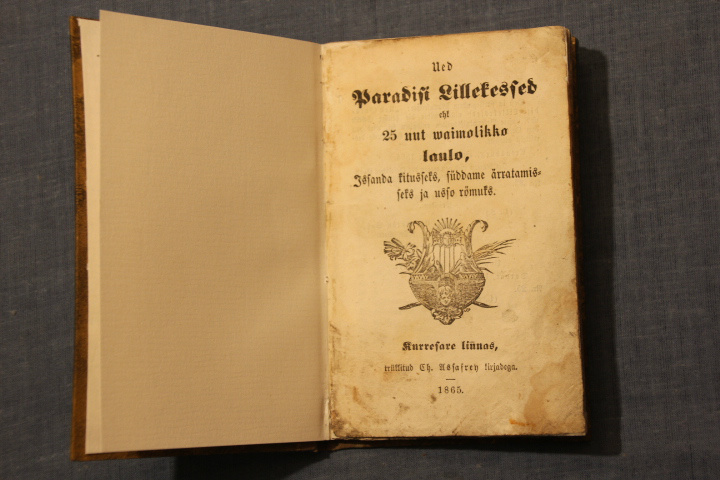 Ued
Paradisi Lillekessed
ehk
25 uut waimolikko
laulo,
Jssanda kitusseks, süddame ärratamis-
seks ja usso römuks.
Kurresare linnas,
trükkitud Ch. Assafrey kirjadega.
1865.